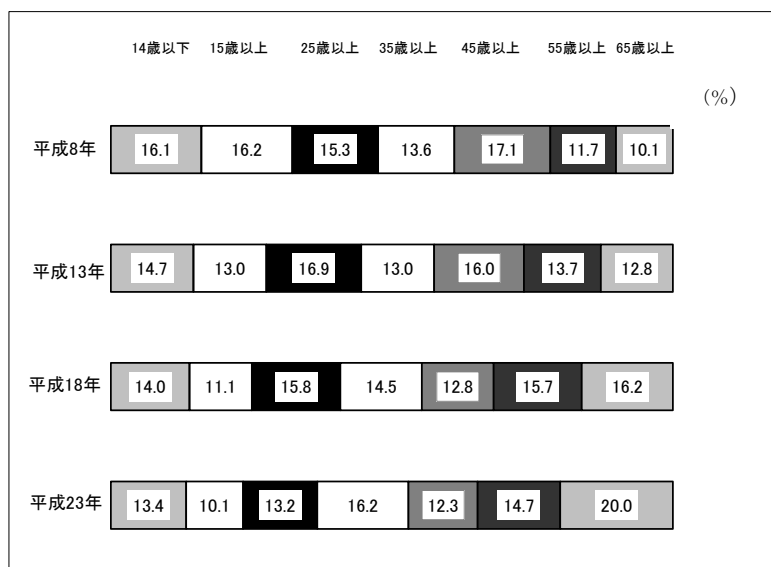 14歳以下 15歳以上 25歳以上 35歳以上 45歳以上 55歳以上 65歳以上
(%)
平成8年 16.1 16.2 15.3 13.6 17.1 11.7 10.1
平成13年 14.7 13.0 16.9 13.0 16.0 13.7 12.8
平成18年 14.0 11.1 15.8 14.5 12.8 15.7 16.2
平成23年 13.4 10.1 13.2 16.2 12.3 14.7 20.0